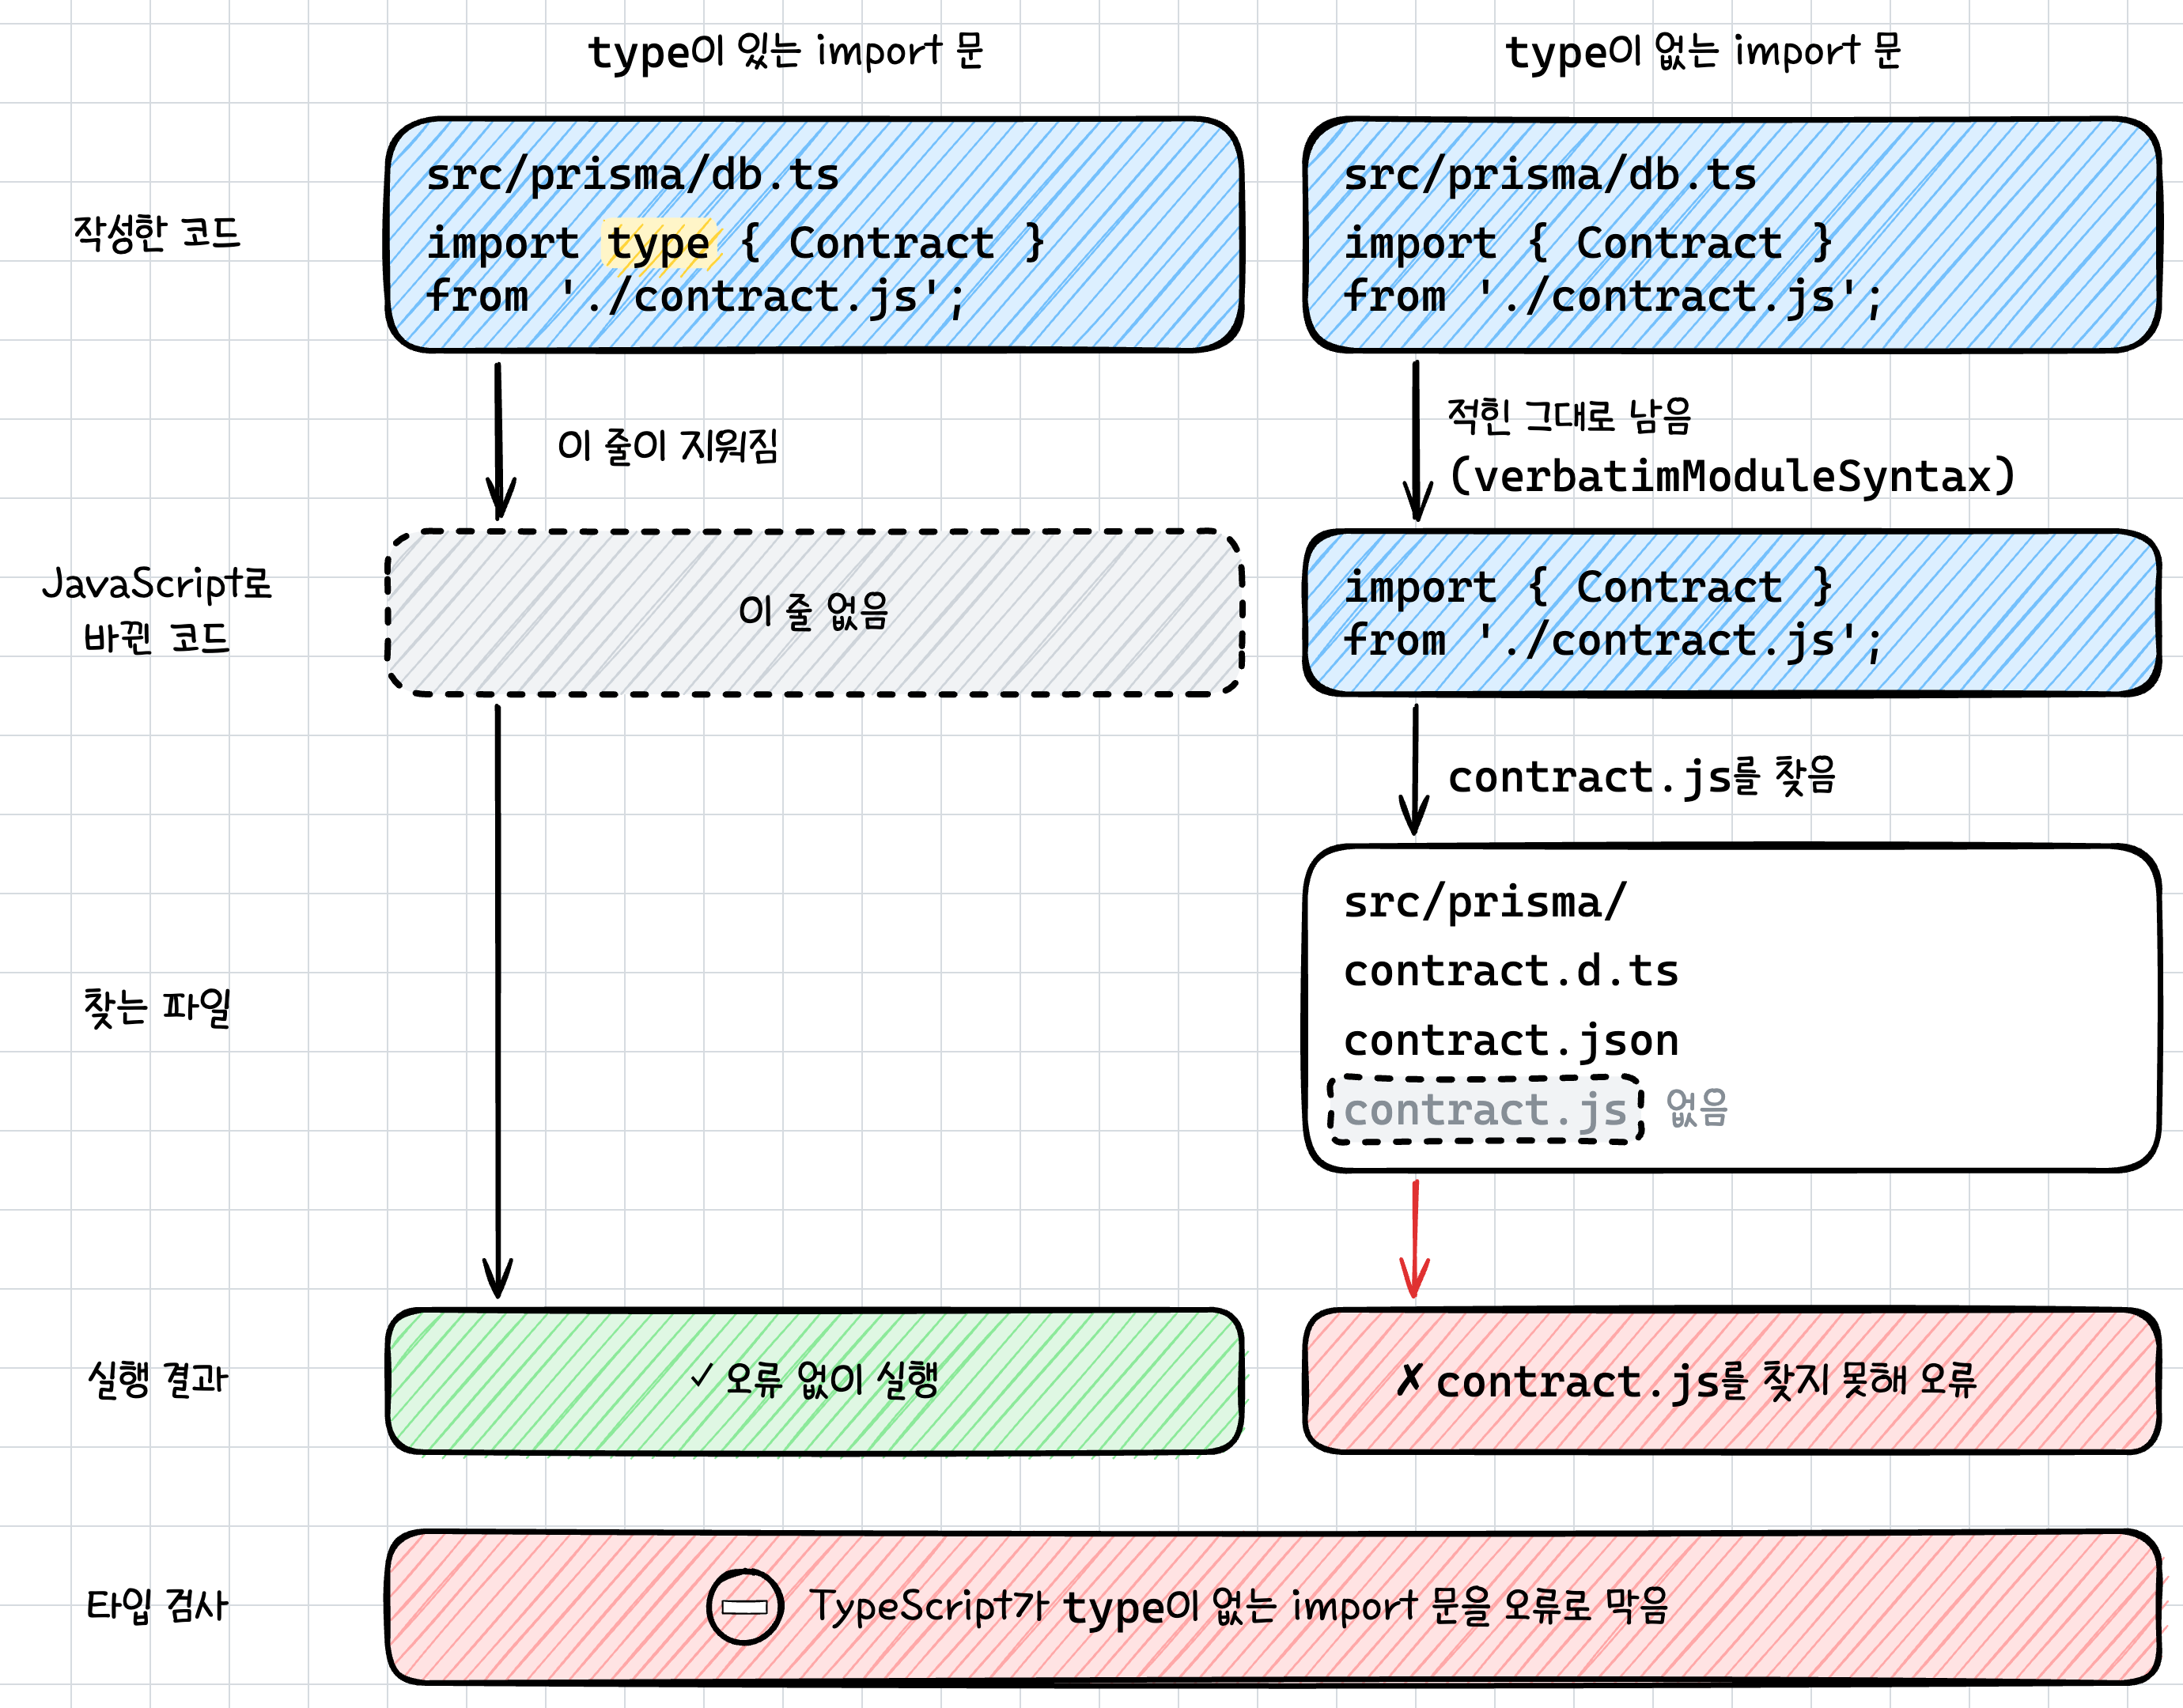 type이 있는 import 문
type이 없는 import 문
작성한 코드
src/prisma/db.ts
import type { Contract }
from './contract.js';
src/prisma/db.ts
import { Contract }
from './contract.js';
이 줄이 지워짐
적힌 그대로 남음
(verbatimModuleSyntax)
JavaScript로
바뀐 코드
이 줄 없음
import { Contract }
from './contract.js';
contract.js를 찾음
찾는 파일
src/prisma/
contract.d.ts
contract.json
contract.js 없음
실행 결과
✓ 오류 없이 실행
✗ contract.js를 찾지 못해 오류
타입 검사
TypeScript가 type이 없는 import 문을 오류로 막음